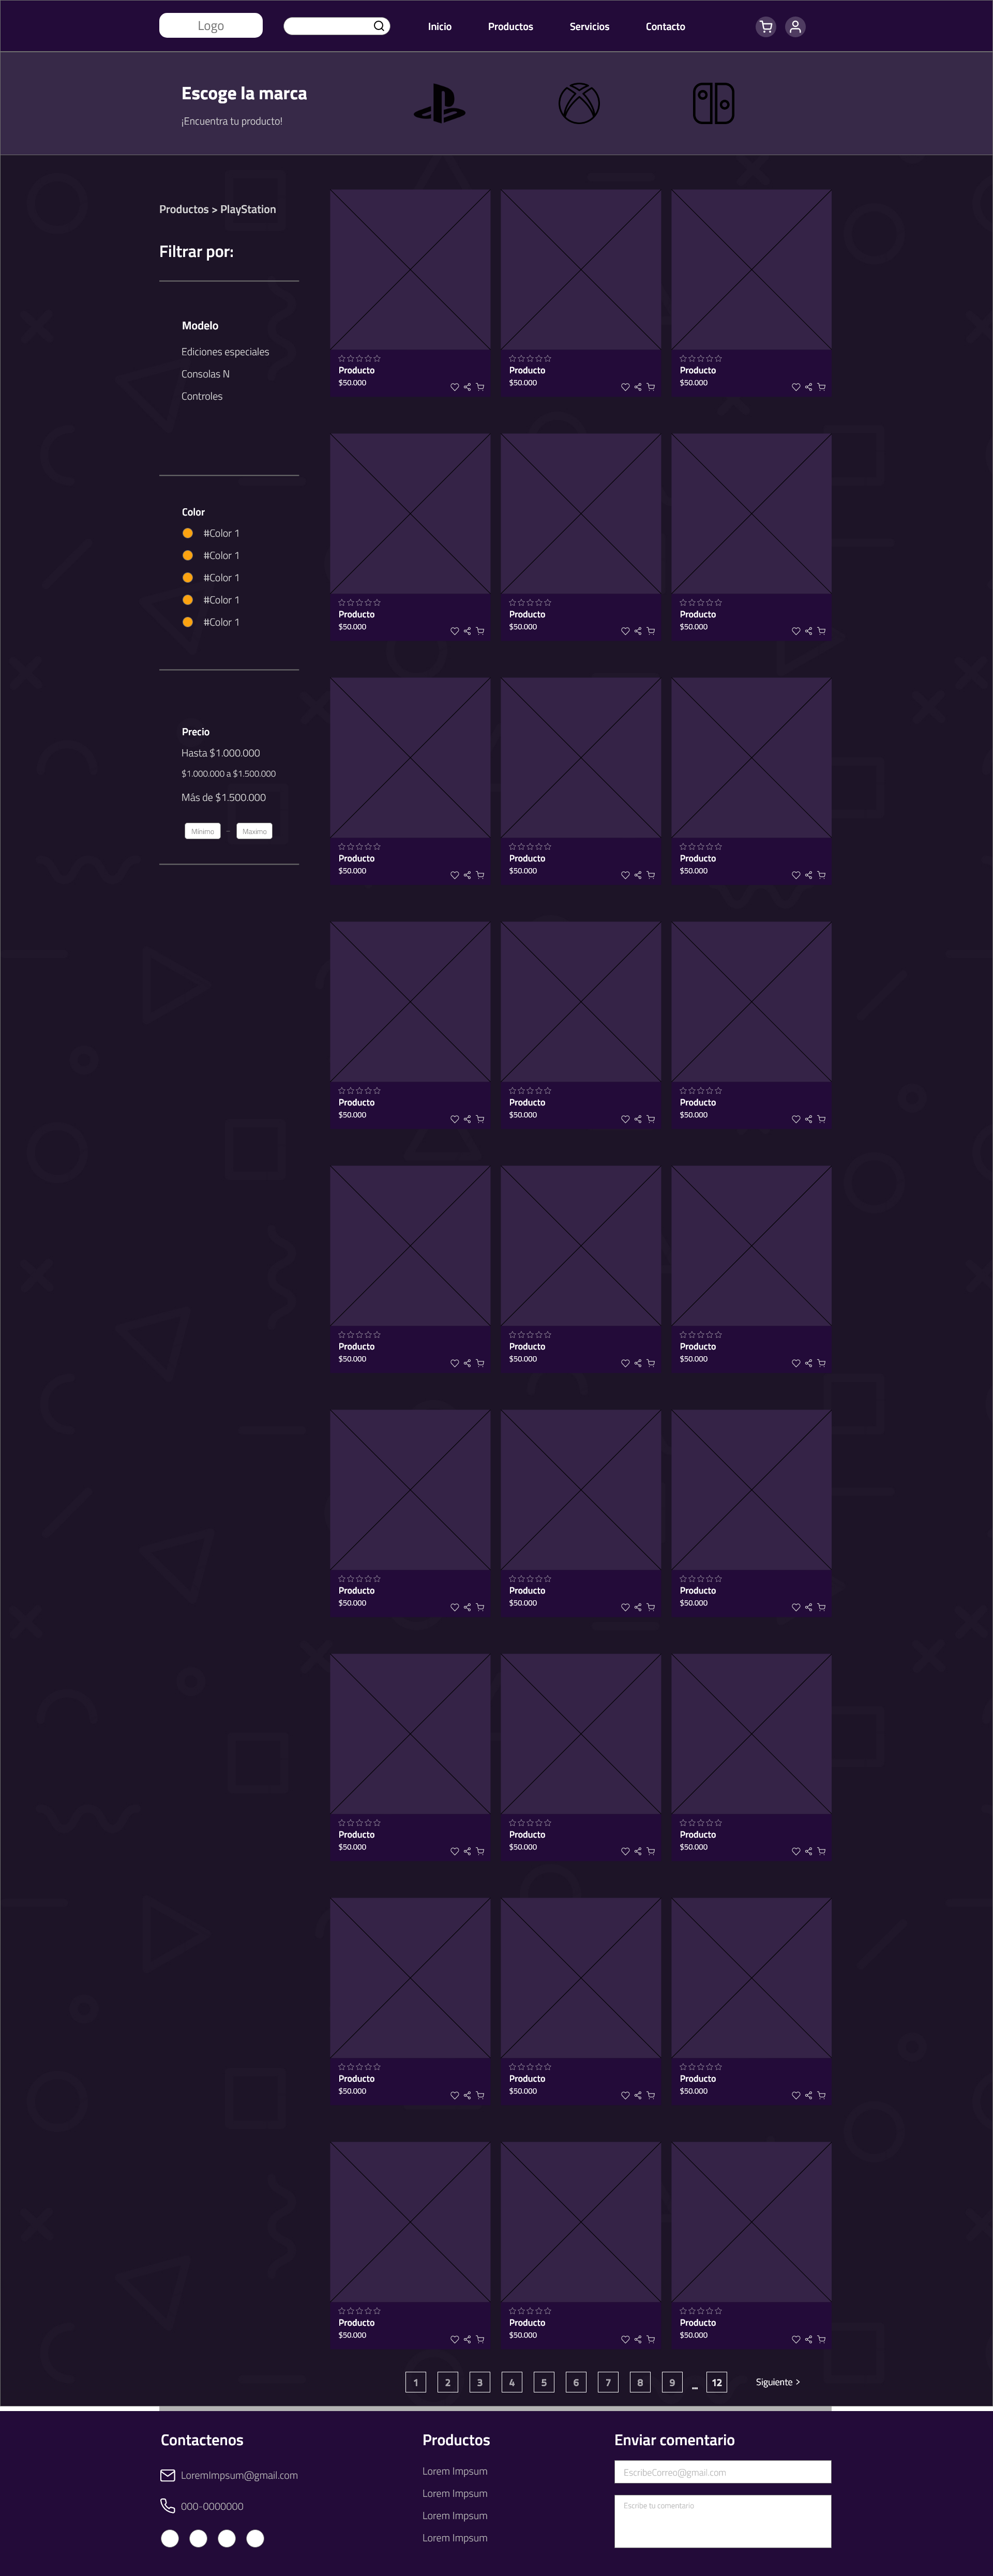 Logo
Inicio Productos Servicios Contacto
Escoge la marca
¡Encuentra tu producto!
Productos > PlayStation
Filtrar por:
Modelo
Ediciones especiales
Consolas N
Controles
Color
#Color 1
#Color 1
#Color 1
#Color 1
#Color 1
Precio
Hasta $1.000.000
$1.000.000 a $1.500.000
Más de $1.500.000
Mínimo - Maximo
Producto Producto Producto
$50.000 $50.000 $50.000
Producto Producto Producto
$50.000 $50.000 $50.000
Producto Producto Producto
$50.000 $50.000 $50.000
Producto Producto Producto
$50.000 $50.000 $50.000
Producto Producto Producto
$50.000 $50.000 $50.000
Producto Producto Producto
$50.000 $50.000 $50.000
Producto Producto Producto
$50.000 $50.000 $50.000
Producto Producto Producto
$50.000 $50.000 $50.000
Producto Producto Producto
$50.000 $50.000 $50.000
1 2 3 4 5 6 7 8 9 ... 12 Siguiente >
Contactenos
LoremImpsum@gmail.com
000-0000000
Productos
Lorem Impsum
Lorem Impsum
Lorem Impsum
Lorem Impsum
Enviar comentario
EscribeCorreo@gmail.com
Escribe tu comentario